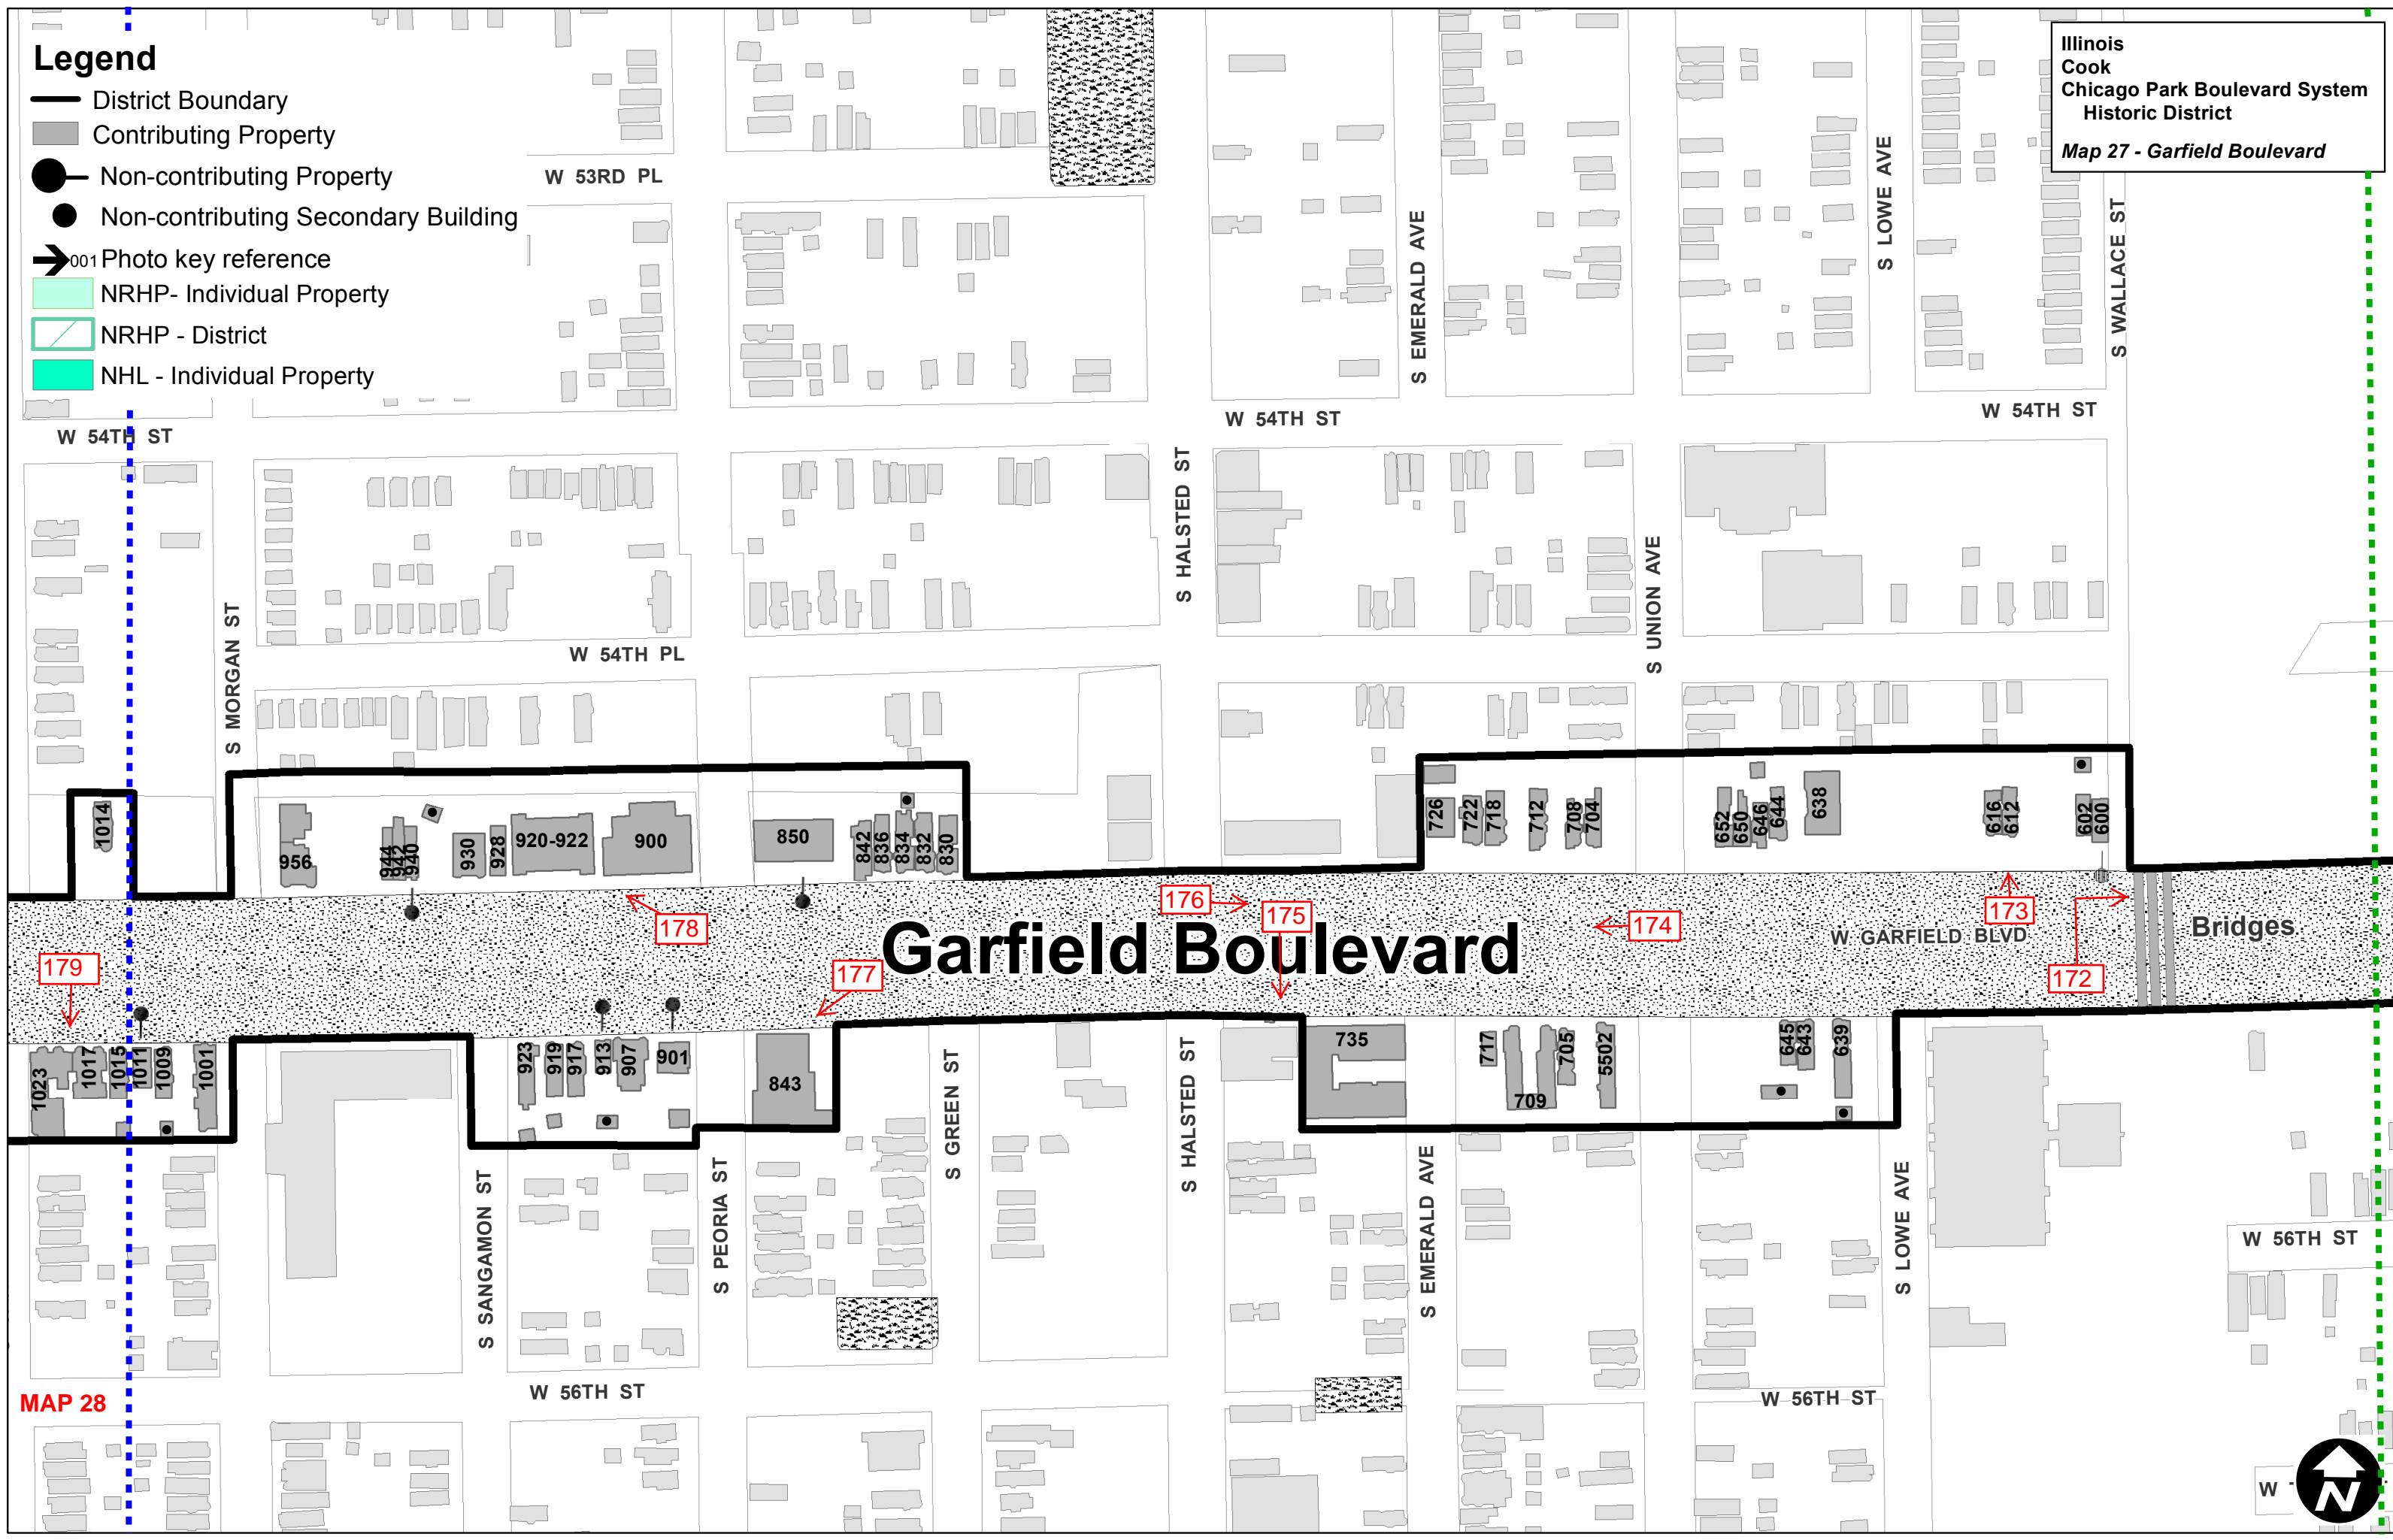 Legend
District Boundary
Contributing Property
Non-contributing Property
Non-contributing Secondary Building
001 Photo key reference
NRHP- Individual Property
NRHP - District
NHL - Individual Property
Illinois
Cook
Chicago Park Boulevard System
Historic District
Map 27 - Garfield Boulevard
W 53RD PL
S EMERALD AVE
S LOWE AVE
S WALLACE ST
W 54TH ST
W 54TH ST
W 54TH ST
S HALSTED ST
S UNION AVE
S MORGAN ST
W 54TH PL
1014
956
944
942
940
930
928
920-922
900
850
842
836
834
832
830
726
722
718
712
708
704
652
650
646
644
638
616
612
602
600
178
176
175
174
173
172
179
177
Garfield Boulevard
W GARFIELD BLVD
Bridges
1023
1017
1015
1011
1009
1001
923
919
917
913
907
901
843
735
717
709
705
5502
645
643
639
S SANGAMON ST
S PEORIA ST
S GREEN ST
S HALSTED ST
S EMERALD AVE
S LOWE AVE
W 56TH ST
W 56TH ST
W 56TH ST
MAP 28
W
N